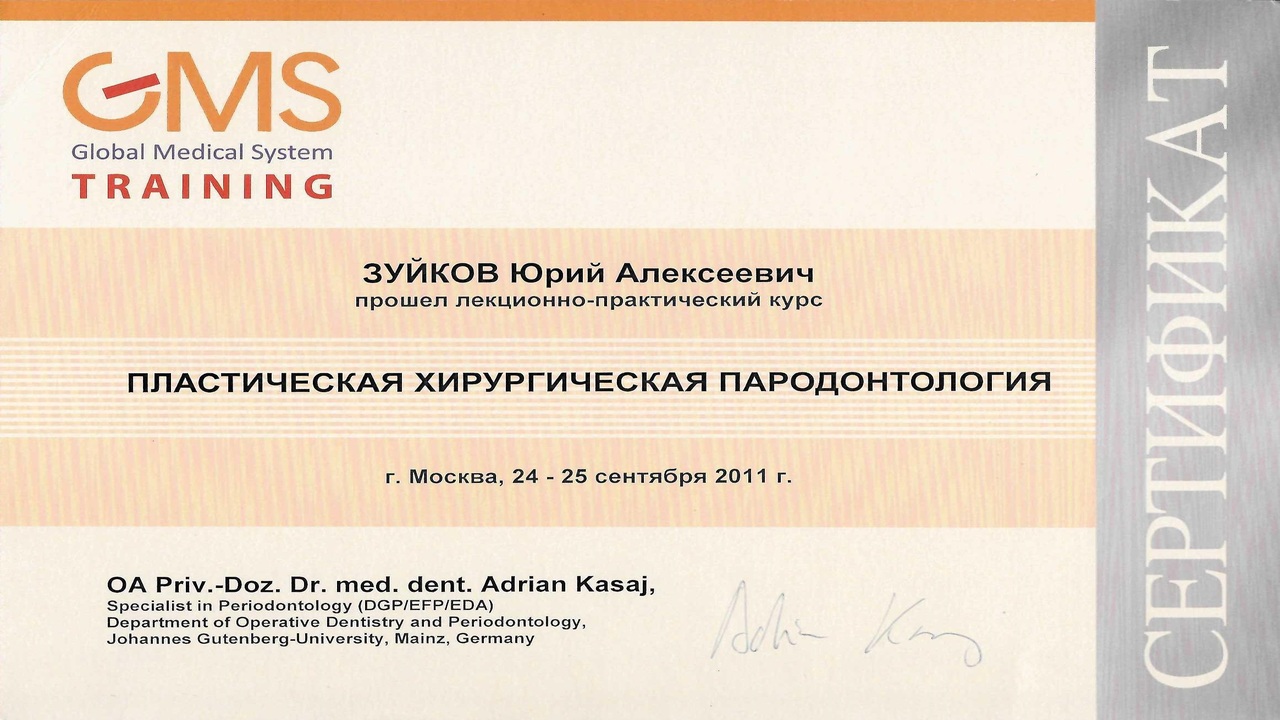 GMS
Global Medical System
TRAINING
ЗУЙКОВ Юрий Алексеевич
прошел лекционно-практический курс
ПЛАСТИЧЕСКАЯ ХИРУРГИЧЕСКАЯ ПАРОДОНТОЛОГИЯ
г. Москва, 24 - 25 сентября 2011 г.
OA Priv.-Doz. Dr. med. dent. Adrian Kasaj,
Specialist in Periodontology (DGP/EFP/EDA)
Department of Operative Dentistry and Periodontology,
Johannes Gutenberg-University, Mainz, Germany
Adrian Kasaj
СЕРТИФИКАТ